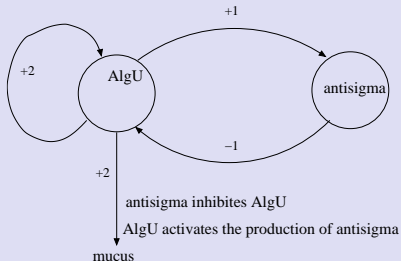 +1
+2
AlgU
antisigma
−1
+2
antisigma inhibites AlgU
AlgU activates the production of antisigma
mucus